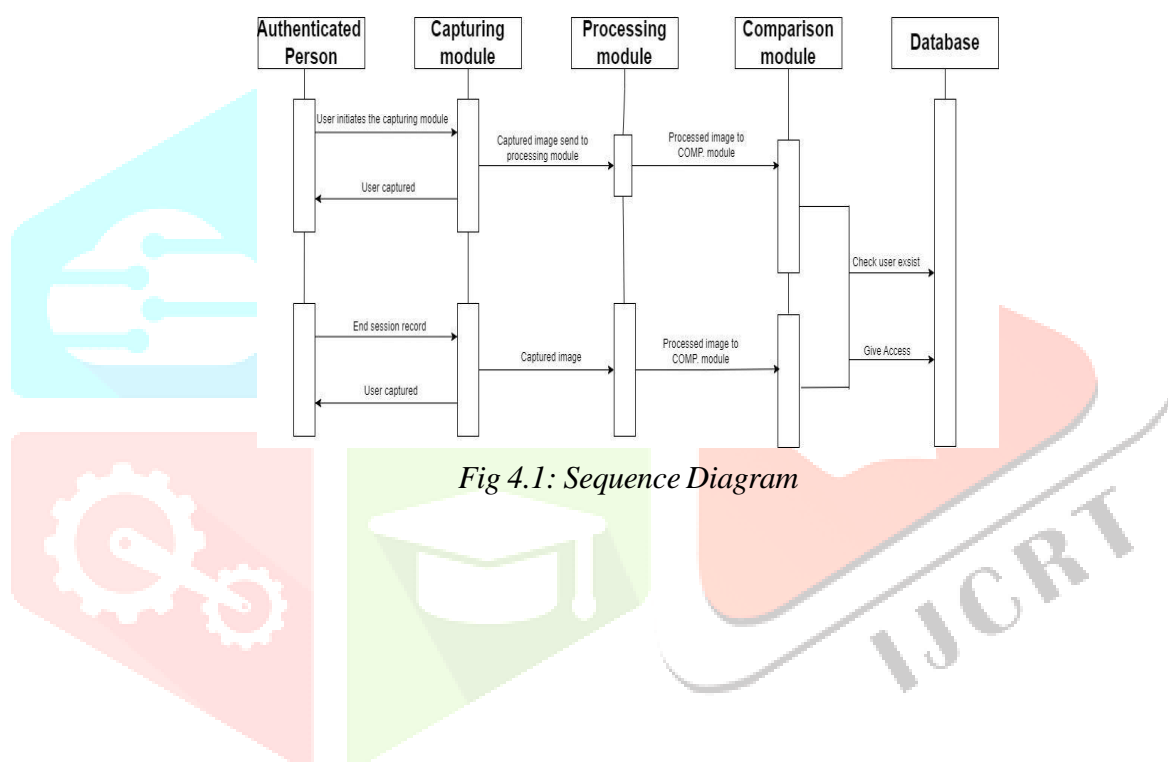 Authenticated
Person
Capturing
module
Processing
module
Comparison
module
Database
User initiates the capturing module
Captured image send to
processing module
Processed image to
COMP. module
User captured
Check user exsist
End session record
Captured image
Processed image to
COMP. module
Give Access
User captured
Fig 4.1: Sequence Diagram
IJCRT